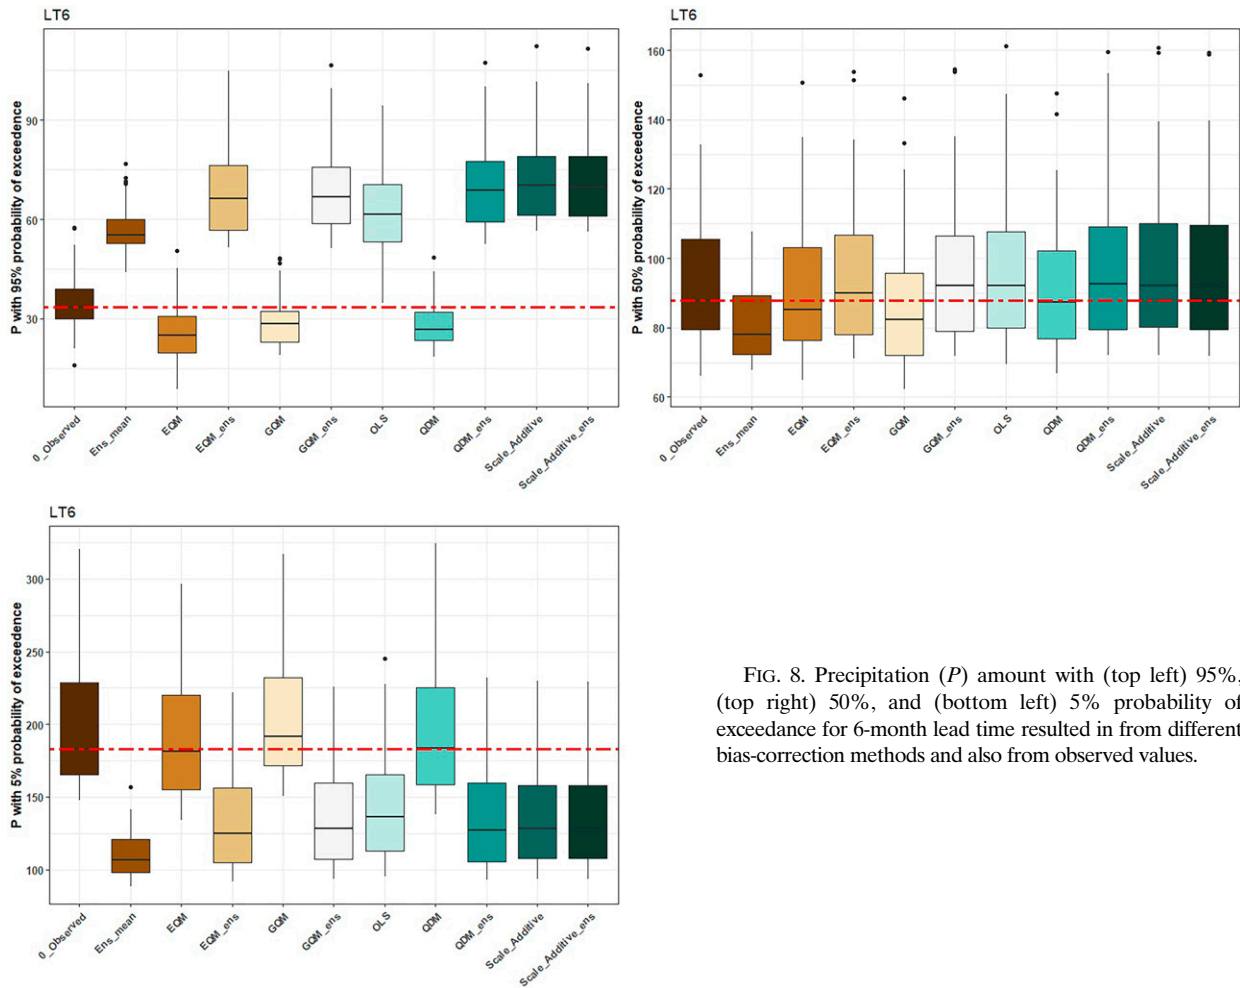 LT6
P with 95% probability of exceedence
90
60
30
0_Observed
Ens_mean
EQM
EQM_ens
GQM
GQM_ens
OLS
QDM
QDM_ens
Scale_Additive
Scale_Additive_ens
LT6
P with 50% probability of exceedence
160
140
120
100
80
60
0_Observed
Ens_mean
EQM
EQM_ens
GQM
GQM_ens
OLS
QDM
QDM_ens
Scale_Additive
Scale_Additive_ens
LT6
P with 5% probability of exceedence
300
250
200
150
100
0_Observed
Ens_mean
EQM
EQM_ens
GQM
GQM_ens
OLS
QDM
QDM_ens
Scale_Additive
Scale_Additive_ens
FIG. 8. Precipitation (P) amount with (top left) 95%,
(top right) 50%, and (bottom left) 5% probability of
exceedance for 6-month lead time resulted in from different
bias-correction methods and also from observed values.